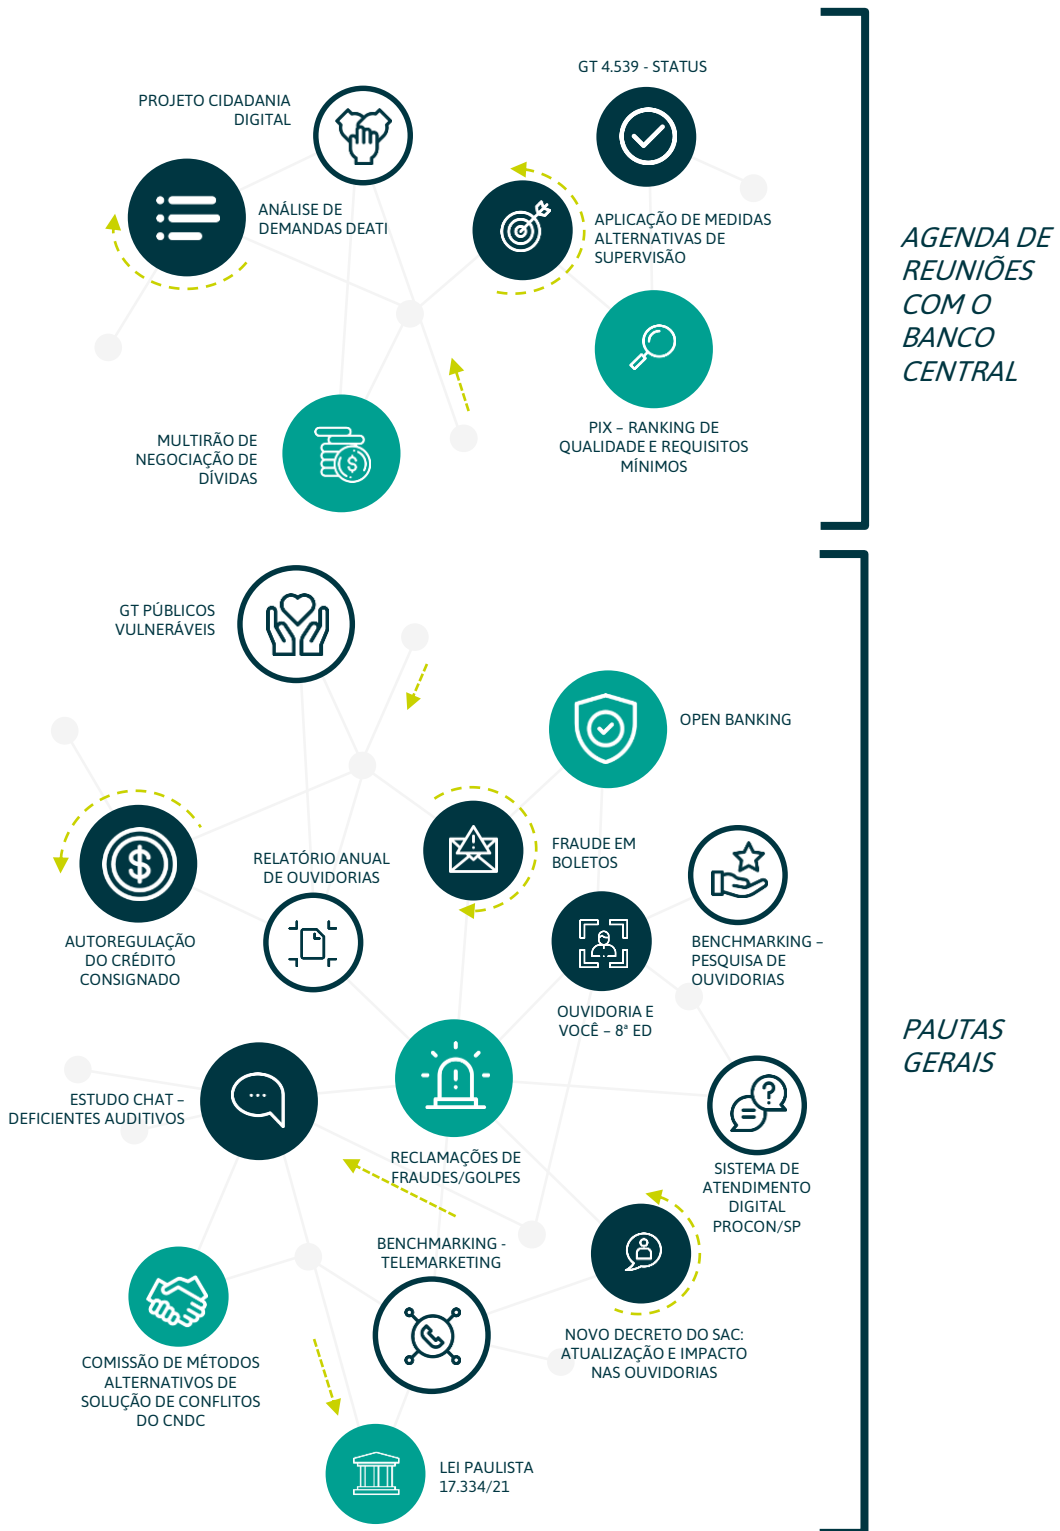 GT 4.539 - STATUS
PROJETO CIDADANIA
DIGITAL
ANÁLISE DE
DEMANDAS DEATI
APLICAÇÃO DE MEDIDAS
ALTERNATIVAS DE
SUPERVISÃO
AGENDA DE
REUNIÕES
COM O
BANCO
CENTRAL
MULTIRÃO DE
NEGOCIAÇÃO DE
DÍVIDAS
PIX – RANKING DE
QUALIDADE E REQUISITOS
MÍNIMOS
GT PÚBLICOS
VULNERÁVEIS
OPEN BANKING
FRAUDE EM
BOLETOS
RELATÓRIO ANUAL
DE OUVIDORIAS
AUTOREGULAÇÃO
DO CRÉDITO
CONSIGNADO
BENCHMARKING –
PESQUISA DE
OUVIDORIAS
OUVIDORIA E
VOCÊ – 8ª ED
PAUTAS
GERAIS
ESTUDO CHAT –
DEFICIENTES AUDITIVOS
RECLAMAÇÕES DE
FRAUDES/GOLPES
SISTEMA DE
ATENDIMENTO
DIGITAL
PROCON/SP
BENCHMARKING -
TELEMARKETING
NOVO DECRETO DO SAC:
ATUALIZAÇÃO E IMPACTO
NAS OUVIDORIAS
COMISSÃO DE MÉTODOS
ALTERNATIVOS DE
SOLUÇÃO DE CONFLITOS
DO CNDC
LEI PAULISTA
17.334/21